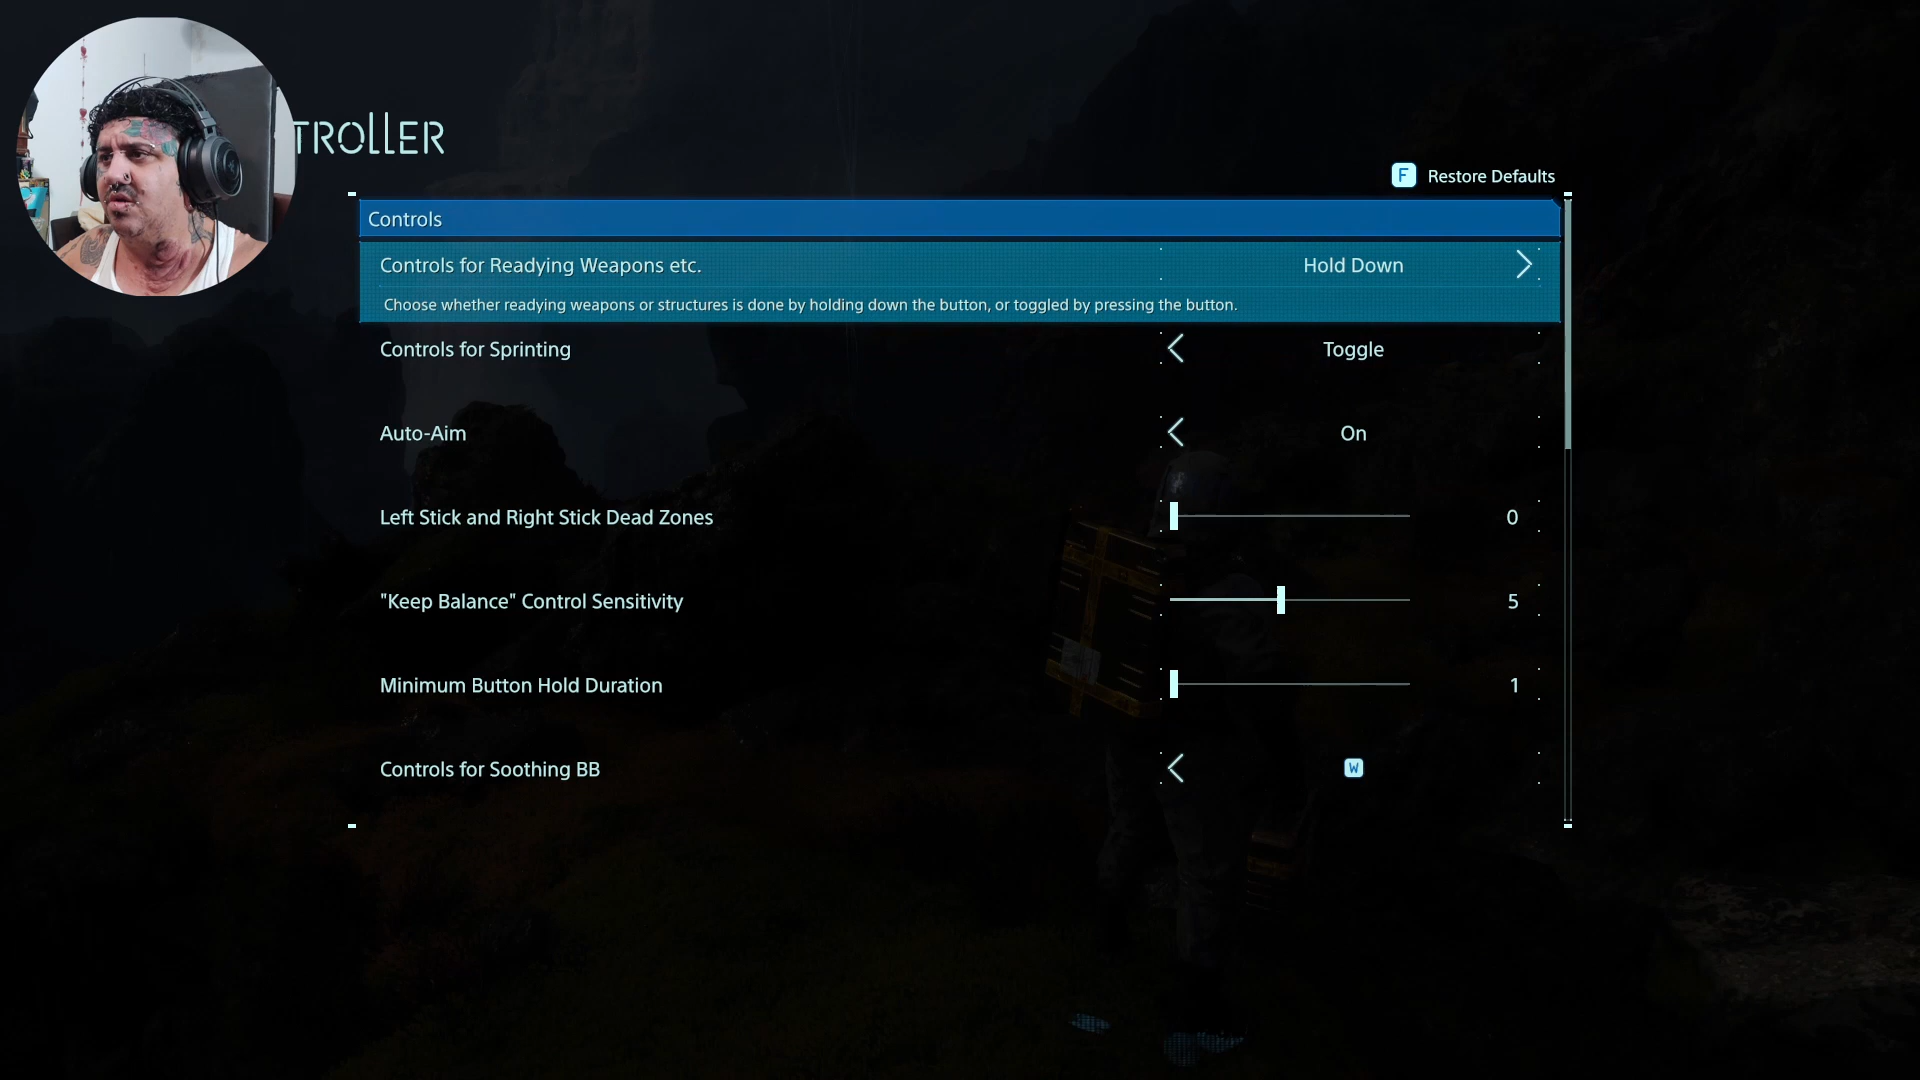 TROLLER
F Restore Defaults
Controls
Controls for Readying Weapons etc. Hold Down
Choose whether readying weapons or structures is done by holding down the button, or toggled by pressing the button.
Controls for Sprinting Toggle
Auto-Aim On
Left Stick and Right Stick Dead Zones 0
"Keep Balance" Control Sensitivity 5
Minimum Button Hold Duration 1
Controls for Soothing BB W